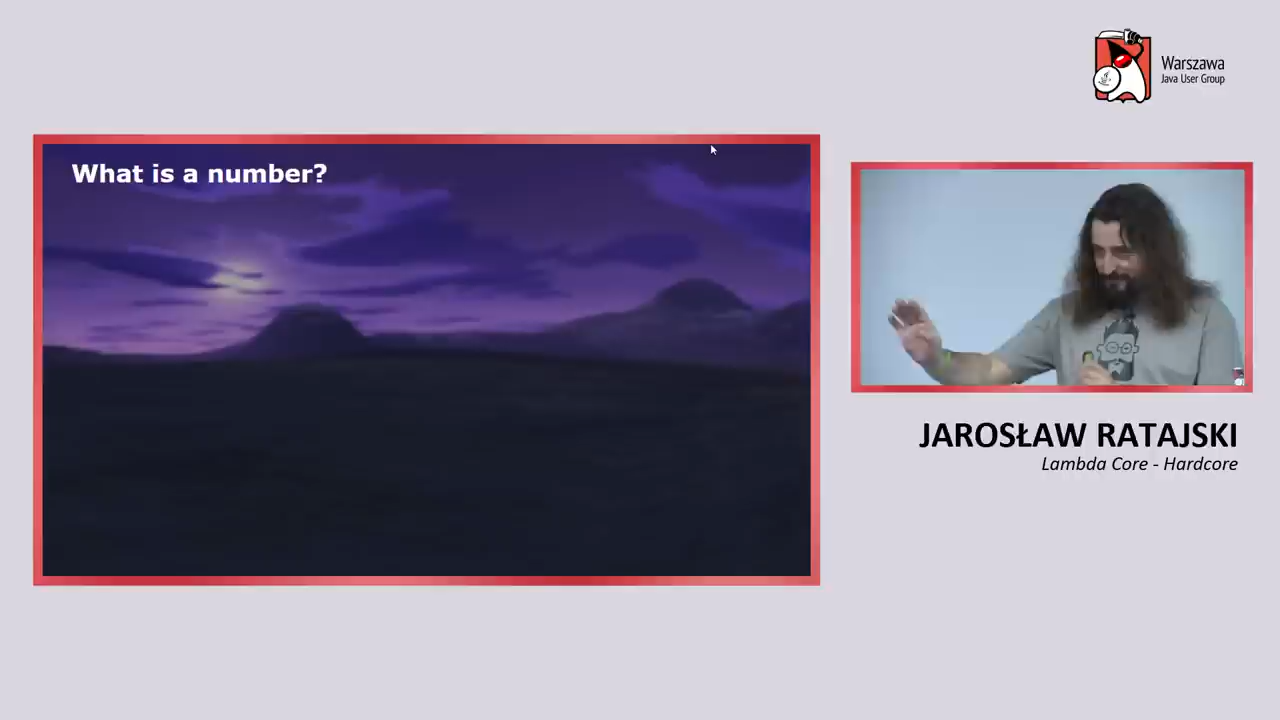 Warszawa
Java User Group
What is a number?
JAROSŁAW RATAJSKI
Lambda Core - Hardcore